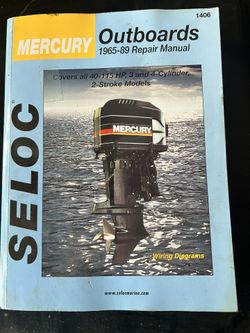 1406
MERCURY Outboards
1965-89 Repair Manual
Covers all 40-115 HP, 3 and 4-Cylinder,
2-Stroke Models
MERCURY
SELOC
Wiring Diagrams
www.selocmarine.com